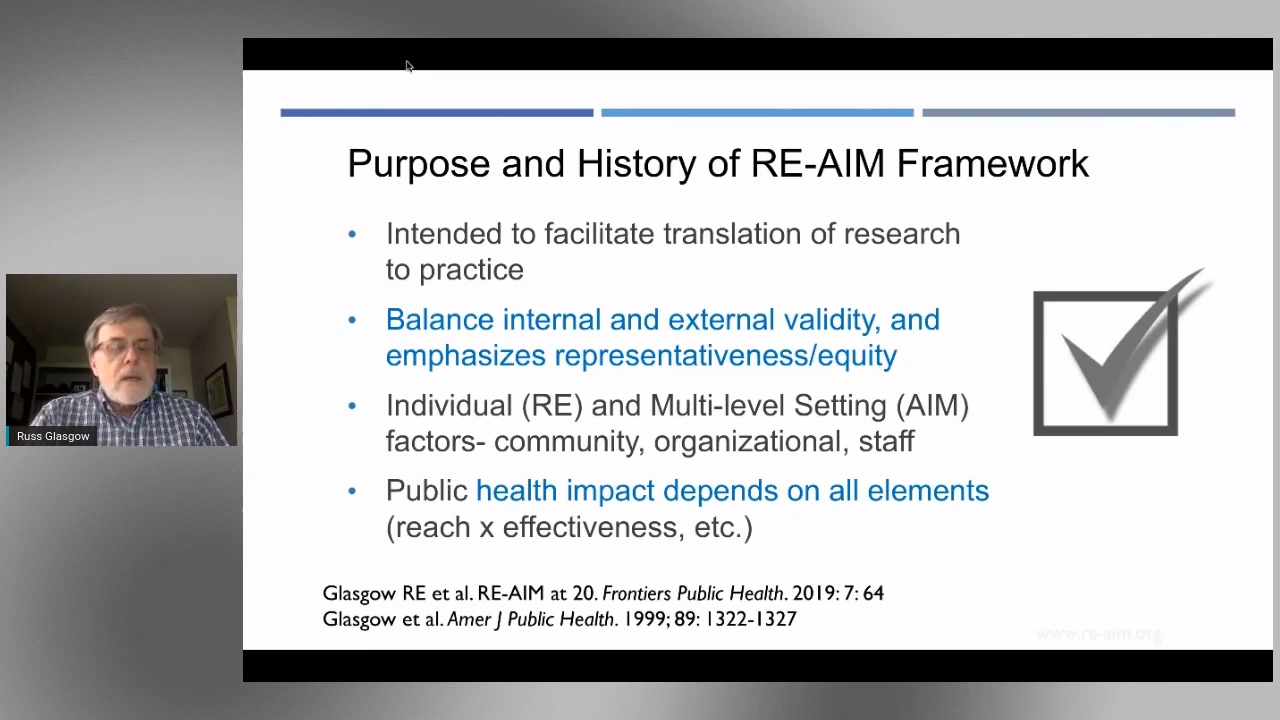 Purpose and History of RE-AIM Framework
• Intended to facilitate translation of research
to practice
• Balance internal and external validity, and
emphasizes representativeness/equity
• Individual (RE) and Multi-level Setting (AIM)
factors- community, organizational, staff
• Public health impact depends on all elements
(reach x effectiveness, etc.)
Glasgow RE et al. RE-AIM at 20. Frontiers Public Health. 2019: 7: 64
Glasgow et al. Amer J Public Health. 1999; 89: 1322-1327
www.re-aim.org
Russ Glasgow